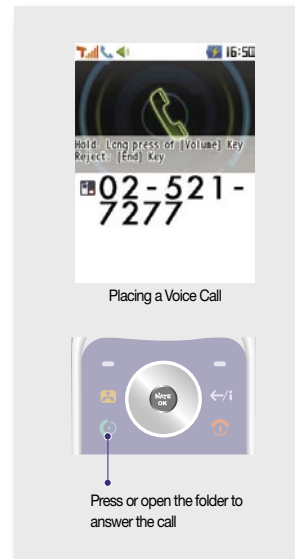 16:50
Hold: Long press of [Volume] Key
Reject: [End] Key
02-521-
7277
Placing a Voice Call
NATE
OK
Press or open the folder to
answer the call